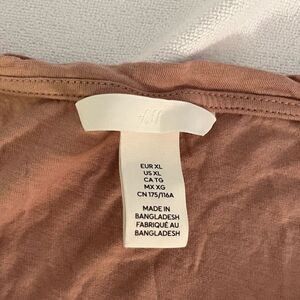 H&M
EUR XL
US XL
CA TG
MX XG
CN 175/116A
MADE IN
BANGLADESH
FABRIQUÉ AU
BANGLADESH